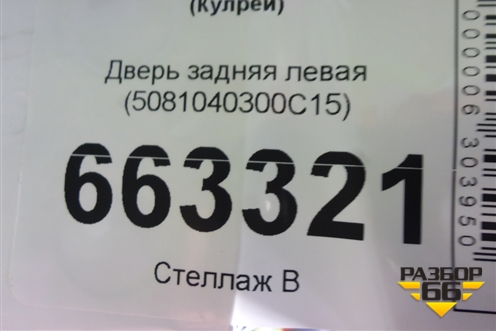 (Кулрей)
Дверь задняя левая
(5081040300C15)
663321
Стеллаж В
000006303950
РАЗБОР
66